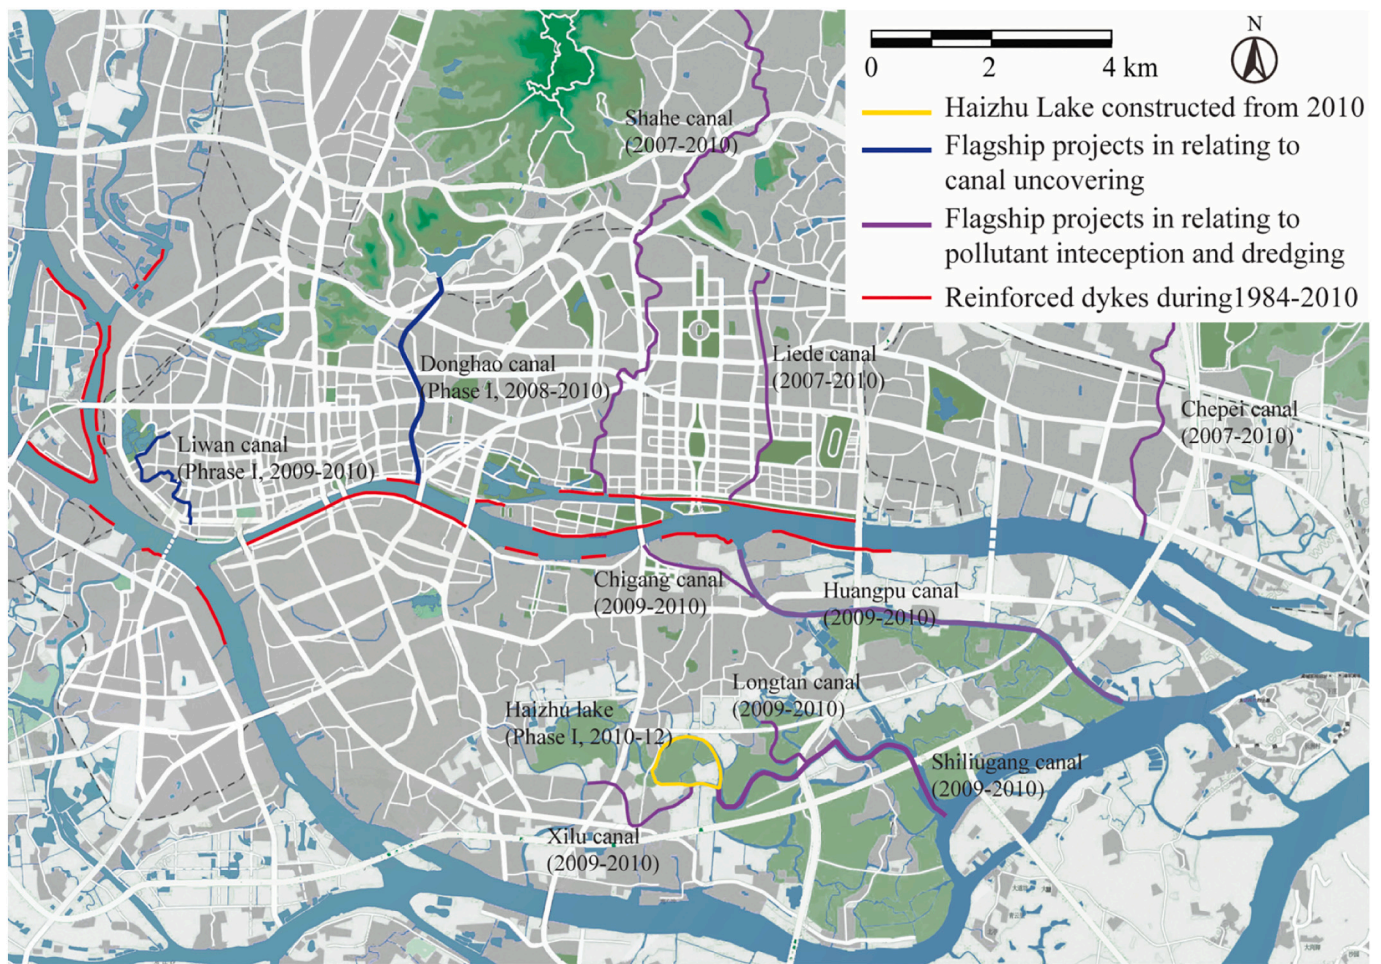 N
0 2 4 km
Haizhu Lake constructed from 2010
Flagship projects in relating to
canal uncovering
Flagship projects in relating to
pollutant inteception and dredging
Reinforced dykes during1984-2010
Shahe canal
(2007-2010)
Donghao canal
(Phase I, 2008-2010)
Liede canal
(2007-2010)
Chepei canal
(2007-2010)
Liwan canal
(Phrase I, 2009-2010)
Chigang canal
(2009-2010)
Huangpu canal
(2009-2010)
Longtan canal
(2009-2010)
Haizhu lake
(Phase I, 2010-12)
Shiliugang canal
(2009-2010)
Xilu canal
(2009-2010)